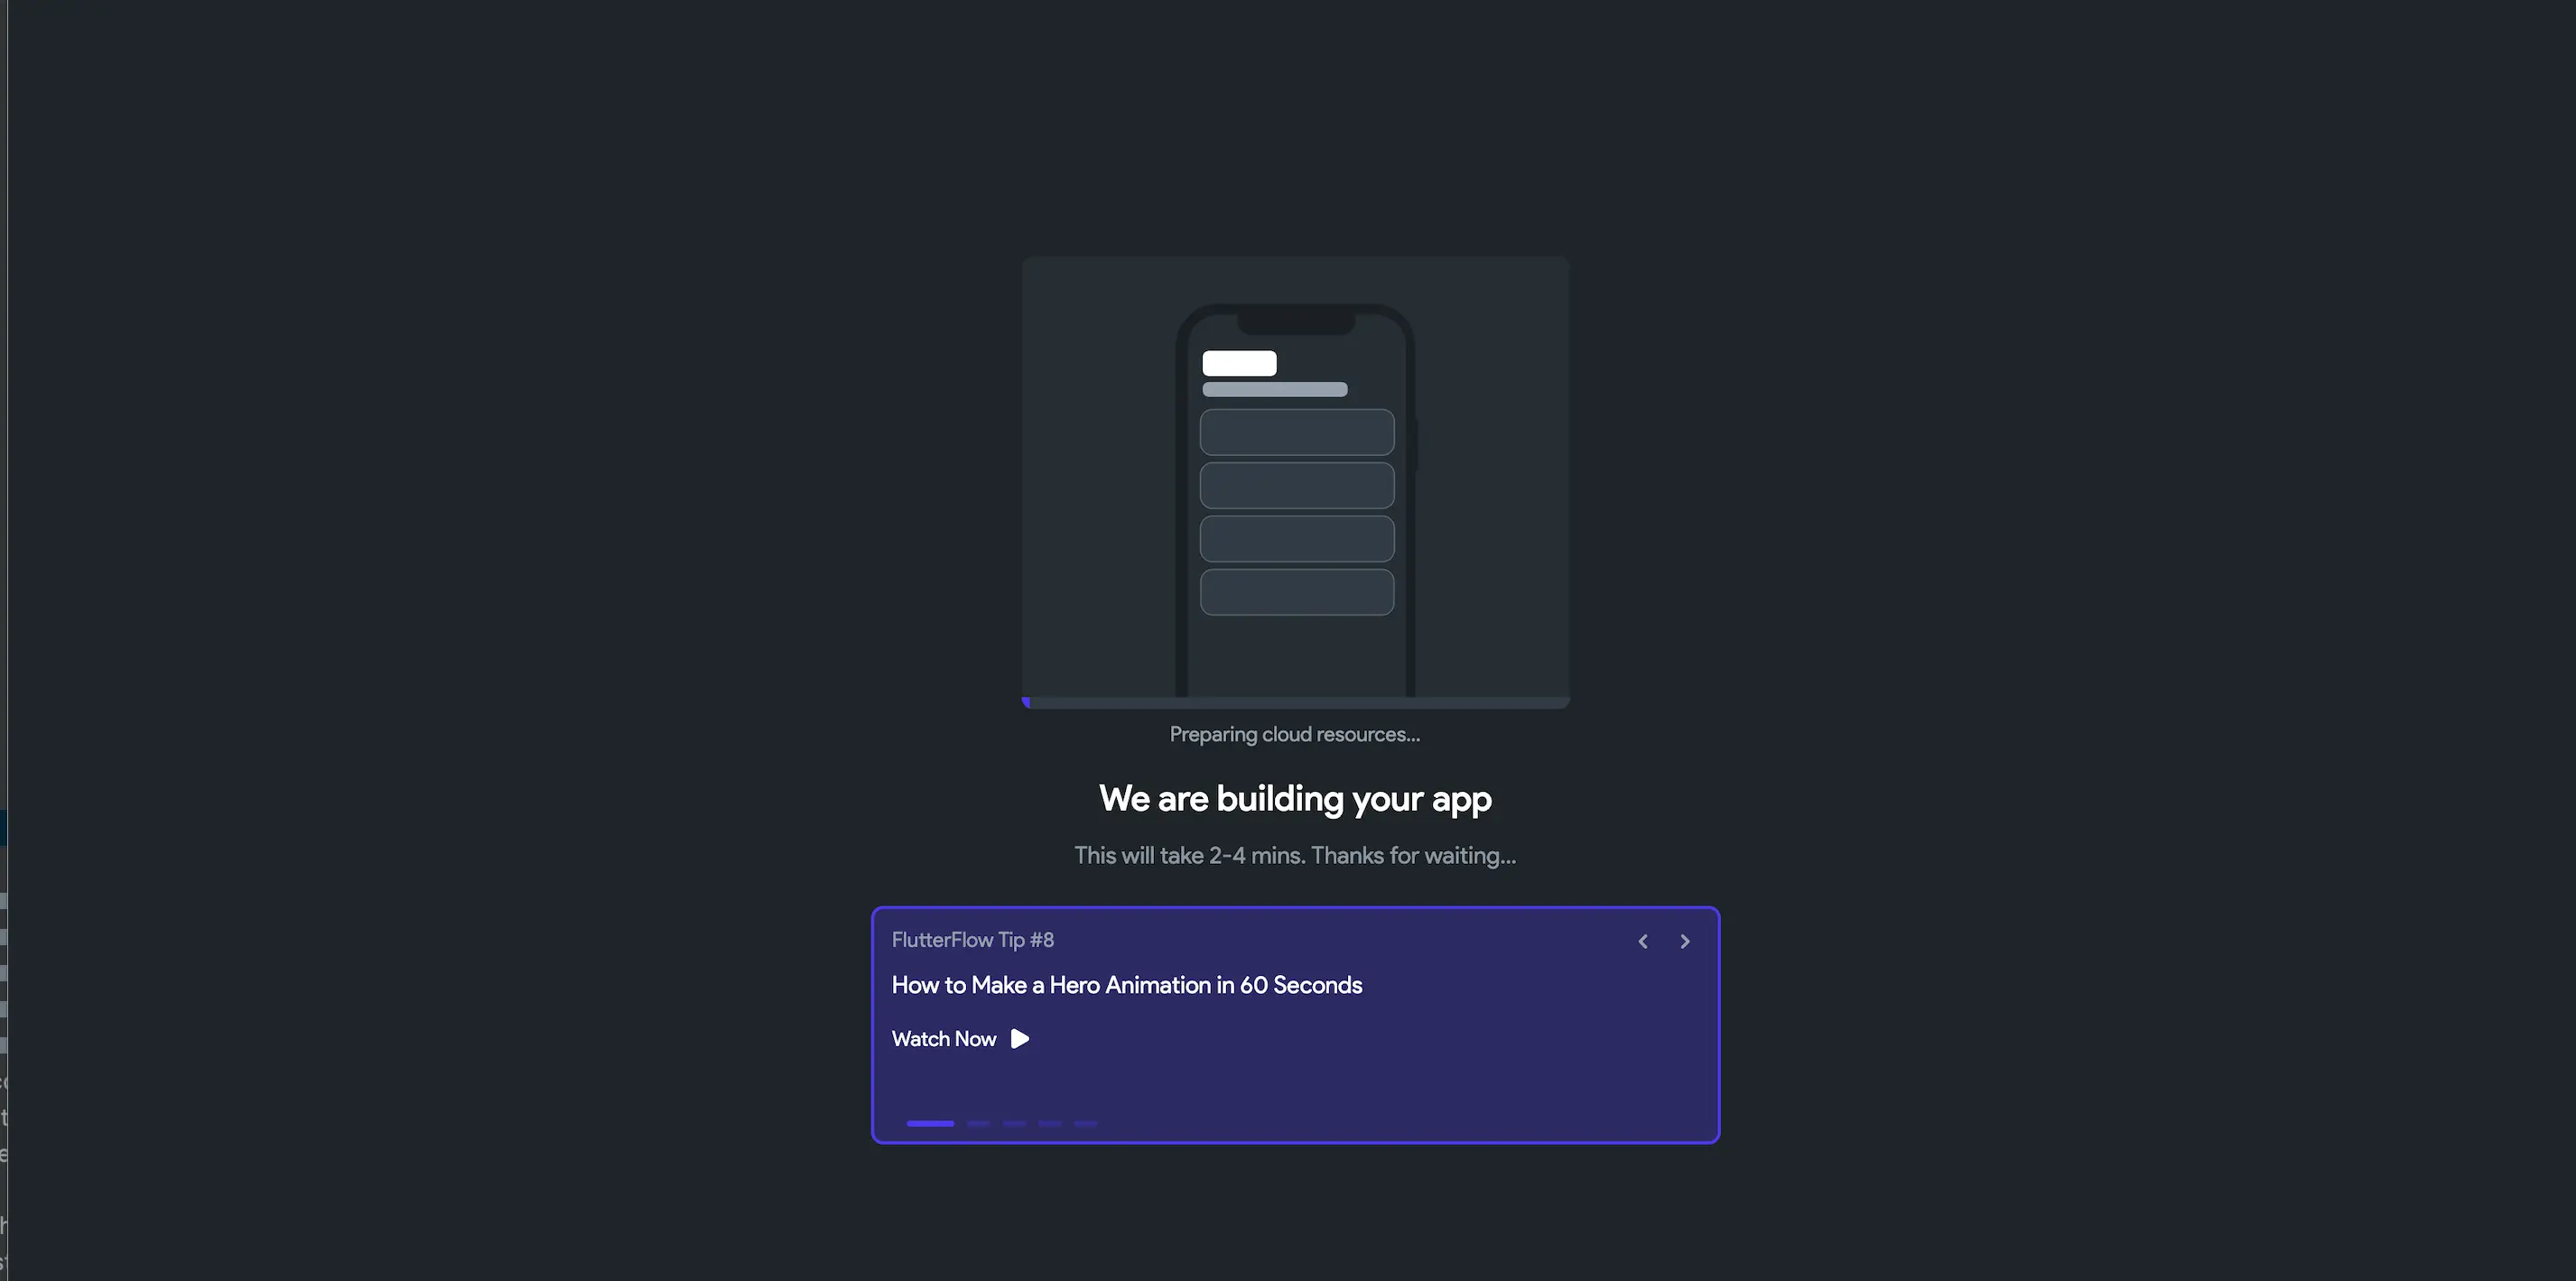 Preparing cloud resources...
We are building your app
This will take 2-4 mins. Thanks for waiting...
FlutterFlow Tip #8
How to Make a Hero Animation in 60 Seconds
Watch Now